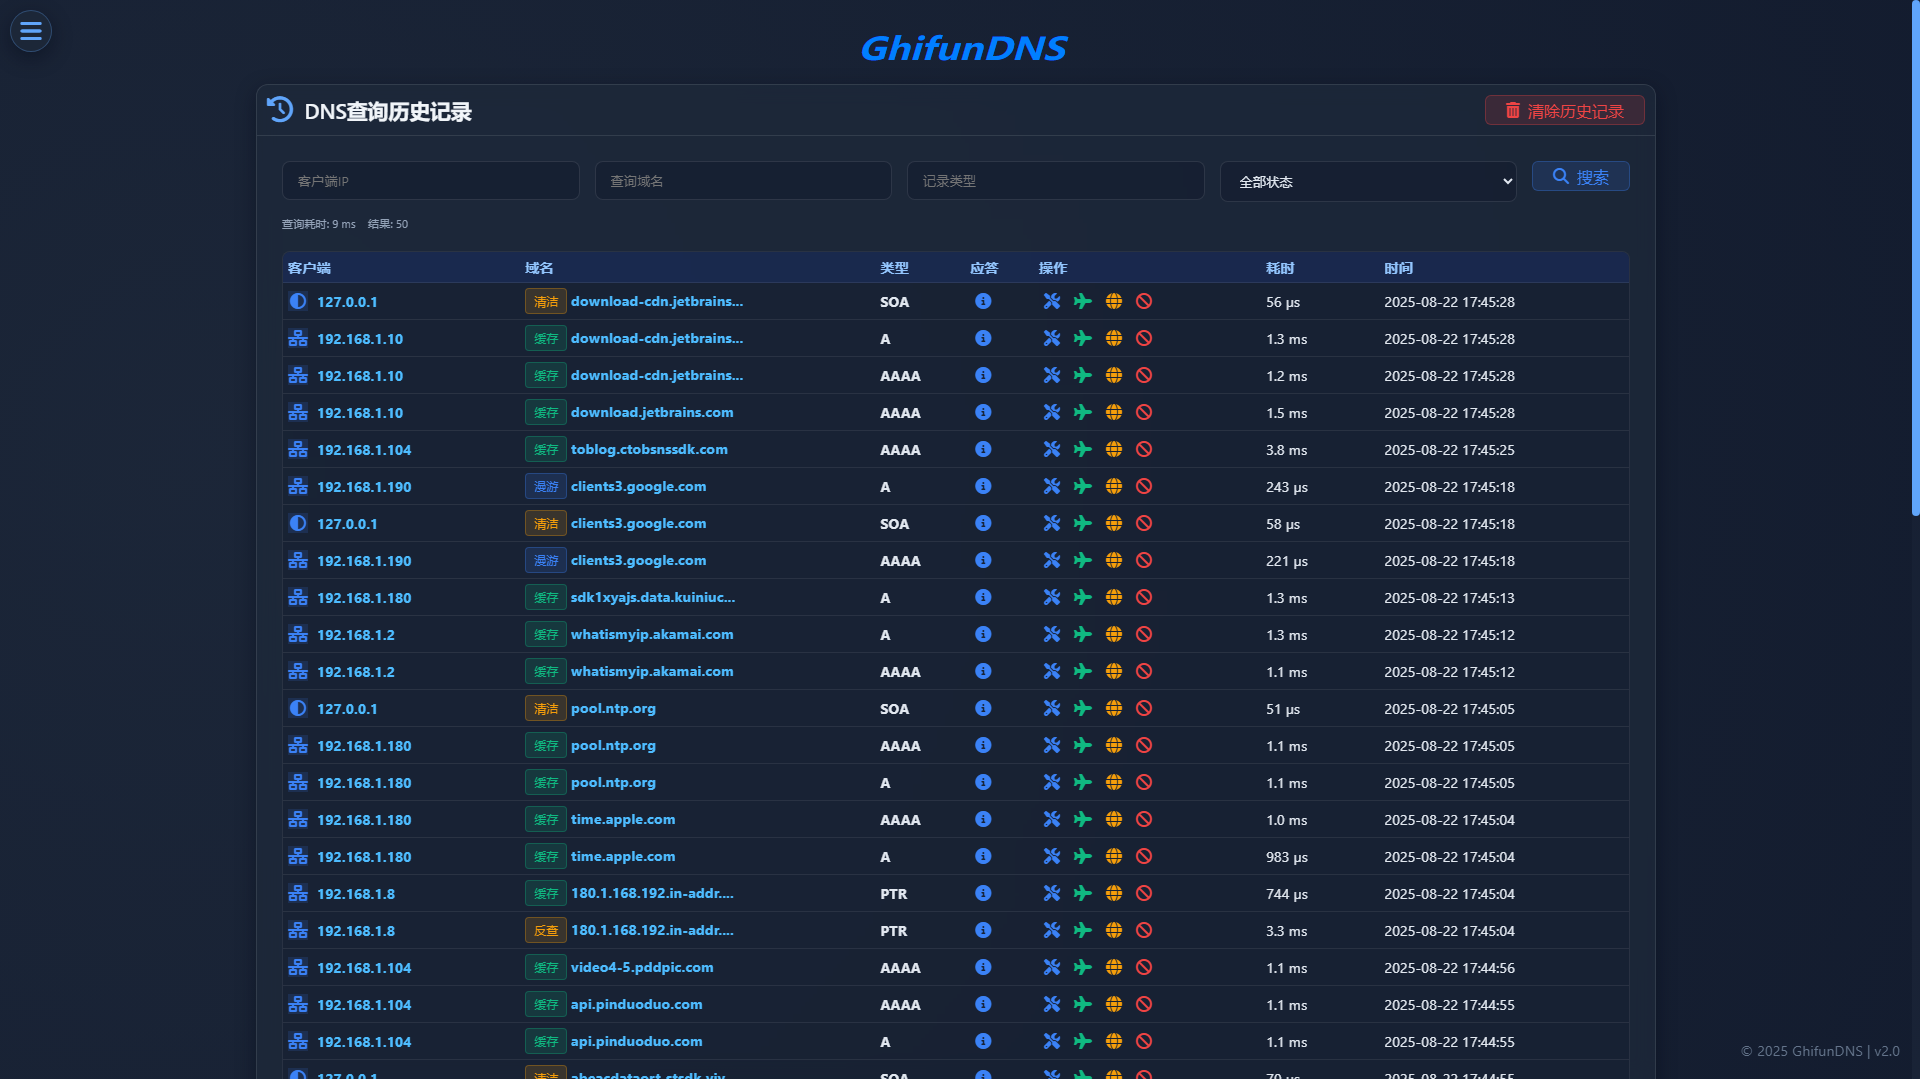 GhifunDNS
DNS查询历史记录
清除历史记录
客户端IP 查询域名 记录类型 全部状态 搜索
查询耗时: 9 ms 结果: 50
客户端 域名 类型 应答 操作 耗时 时间
127.0.0.1 清洁 download-cdn.jetbrains... SOA 56 µs 2025-08-22 17:45:28
192.168.1.10 缓存 download-cdn.jetbrains... A 1.3 ms 2025-08-22 17:45:28
192.168.1.10 缓存 download-cdn.jetbrains... AAAA 1.2 ms 2025-08-22 17:45:28
192.168.1.10 缓存 download.jetbrains.com AAAA 1.5 ms 2025-08-22 17:45:28
192.168.1.104 缓存 toblog.ctobsnssdk.com AAAA 3.8 ms 2025-08-22 17:45:25
192.168.1.190 漫游 clients3.google.com A 243 µs 2025-08-22 17:45:18
127.0.0.1 清洁 clients3.google.com SOA 58 µs 2025-08-22 17:45:18
192.168.1.190 漫游 clients3.google.com AAAA 221 µs 2025-08-22 17:45:18
192.168.1.180 缓存 sdk1xyajs.data.kuiniuc... A 1.3 ms 2025-08-22 17:45:13
192.168.1.2 缓存 whatismyip.akamai.com A 1.3 ms 2025-08-22 17:45:12
192.168.1.2 缓存 whatismyip.akamai.com AAAA 1.1 ms 2025-08-22 17:45:12
127.0.0.1 清洁 pool.ntp.org SOA 51 µs 2025-08-22 17:45:05
192.168.1.180 缓存 pool.ntp.org AAAA 1.1 ms 2025-08-22 17:45:05
192.168.1.180 缓存 pool.ntp.org A 1.1 ms 2025-08-22 17:45:05
192.168.1.180 缓存 time.apple.com AAAA 1.0 ms 2025-08-22 17:45:04
192.168.1.180 缓存 time.apple.com A 983 µs 2025-08-22 17:45:04
192.168.1.8 缓存 180.1.168.192.in-addr.... PTR 744 µs 2025-08-22 17:45:04
192.168.1.8 反查 180.1.168.192.in-addr.... PTR 3.3 ms 2025-08-22 17:45:04
192.168.1.104 缓存 video4-5.pddpic.com AAAA 1.1 ms 2025-08-22 17:44:56
192.168.1.104 缓存 api.pinduoduo.com AAAA 1.1 ms 2025-08-22 17:44:55
192.168.1.104 缓存 api.pinduoduo.com A 1.1 ms 2025-08-22 17:44:55
127.0.0.1 清洁 SOA 2025-08-22 17:44:55
© 2025 GhifunDNS | v2.0